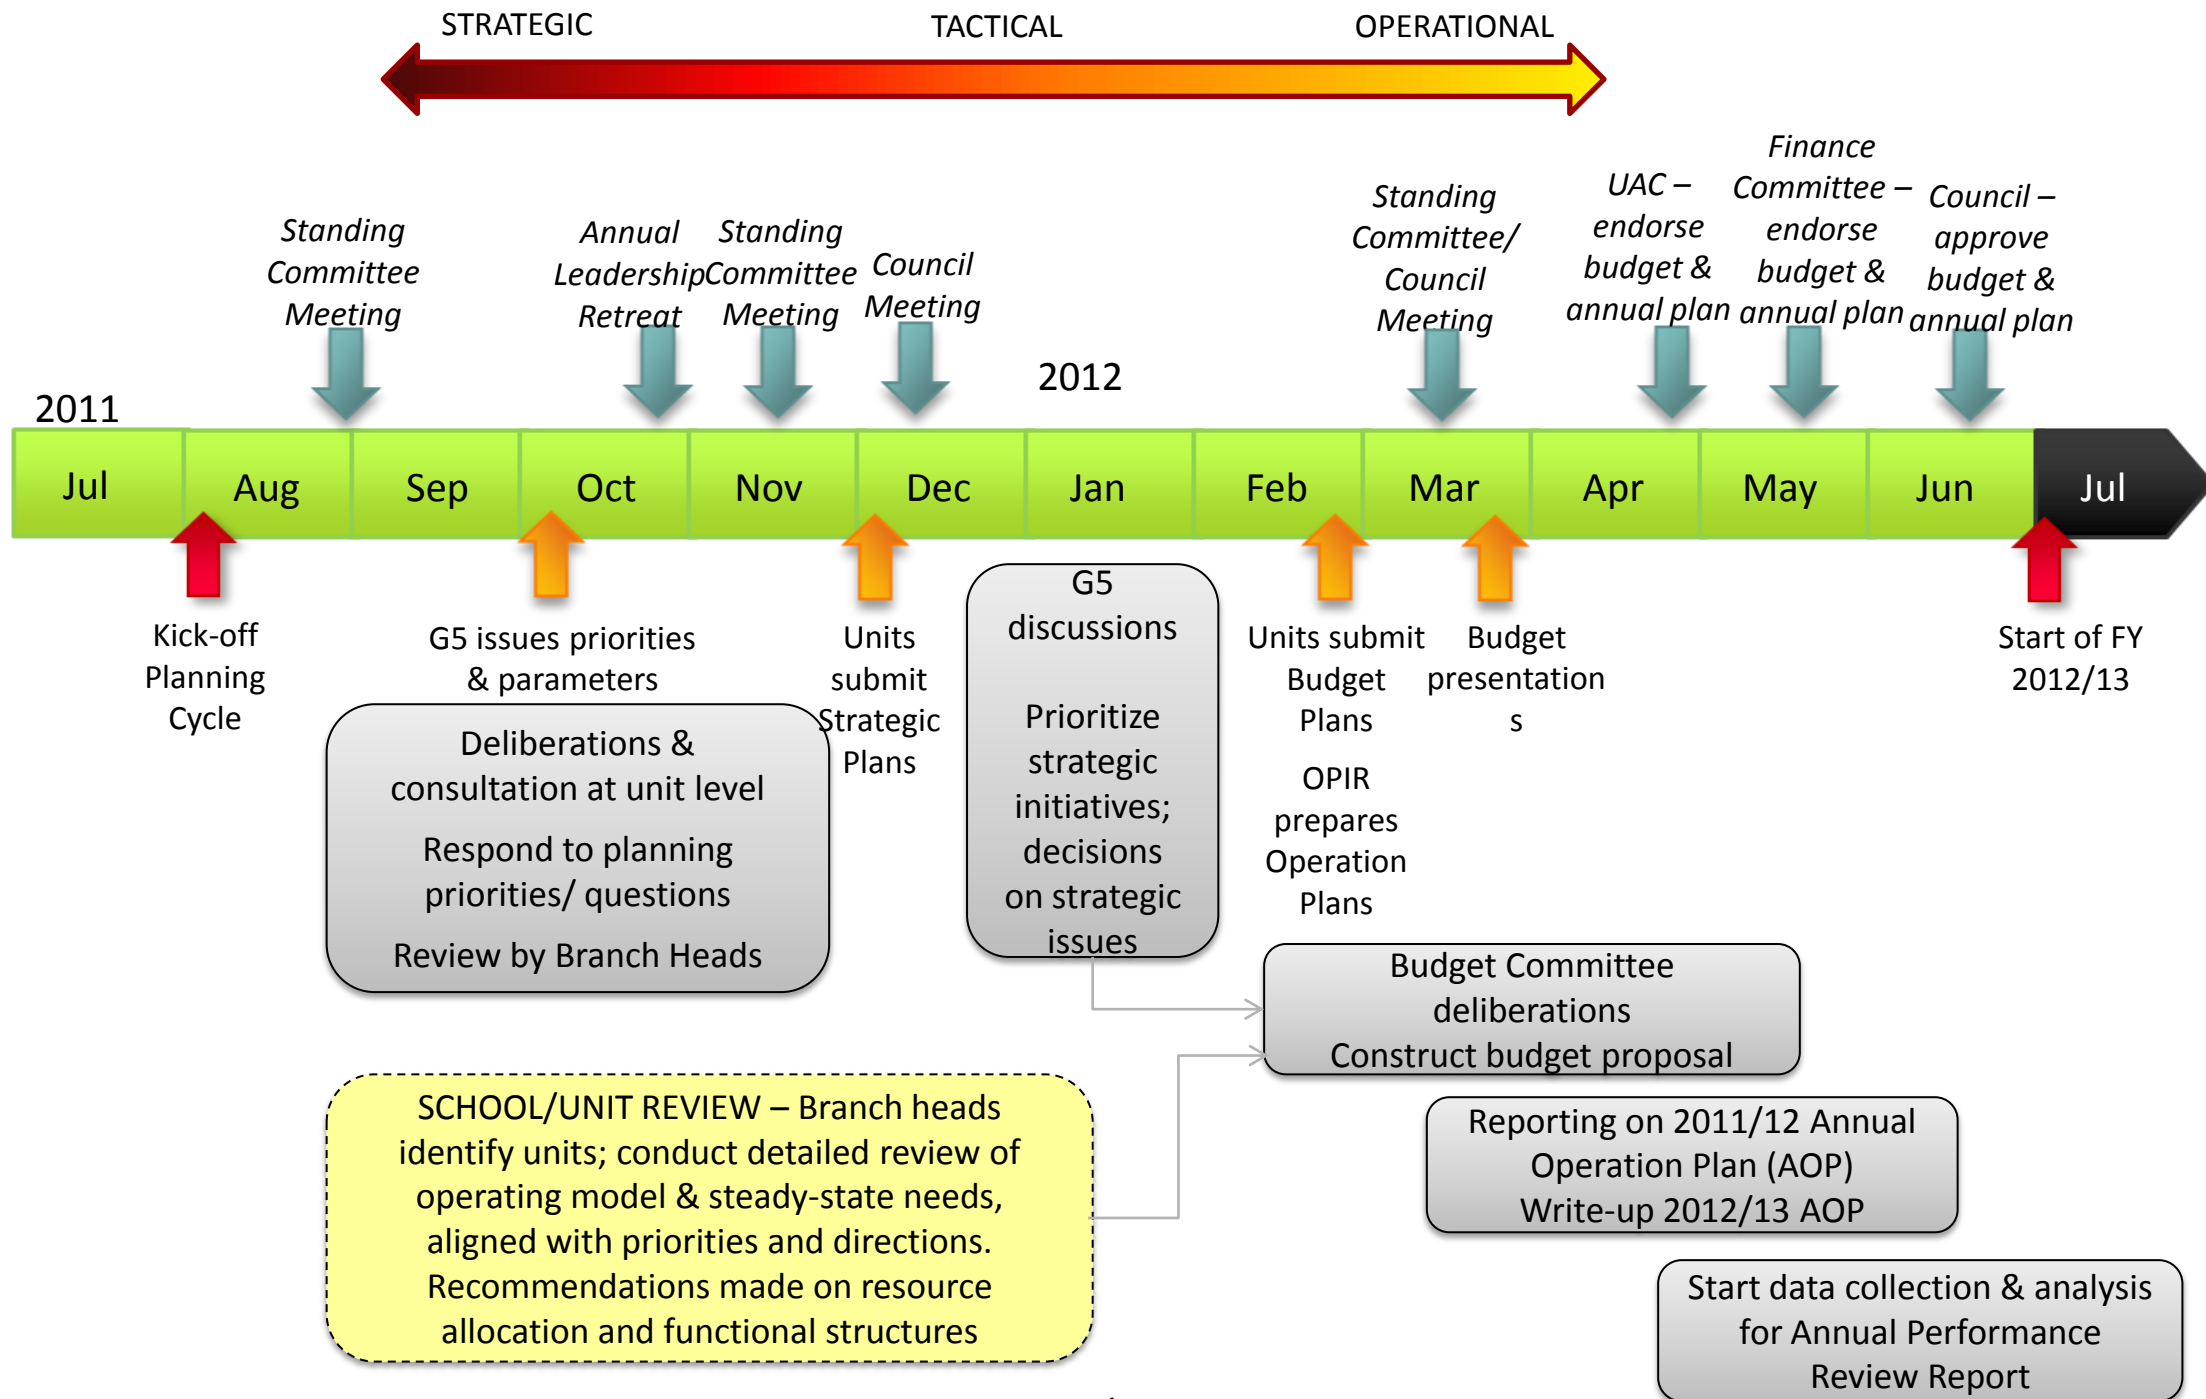 STRATEGIC
TACTICAL
OPERATIONAL
Standing
Committee
Meeting
Annual
Leadership
Retreat
Standing
Committee
Meeting
Council
Meeting
Standing
Committee/
Council
Meeting
UAC –
endorse
budget &
annual plan
Finance
Committee –
endorse
budget &
annual plan
Council –
approve
budget &
annual plan
2011
2012
Jul
Aug
Sep
Oct
Nov
Dec
Jan
Feb
Mar
Apr
May
Jun
Jul
Kick-off
Planning
Cycle
G5 issues priorities
& parameters
Units
submit
Strategic
Plans
G5
discussions
Prioritize
strategic
initiatives;
decisions
on strategic
issues
Units submit
Budget
Plans
OPIR
prepares
Operation
Plans
Budget
presentation
s
Start of FY
2012/13
Deliberations &
consultation at unit level
Respond to planning
priorities/ questions
Review by Branch Heads
Budget Committee
deliberations
Construct budget proposal
SCHOOL/UNIT REVIEW – Branch heads
identify units; conduct detailed review of
operating model & steady-state needs,
aligned with priorities and directions.
Recommendations made on resource
allocation and functional structures
Reporting on 2011/12 Annual
Operation Plan (AOP)
Write-up 2012/13 AOP
Start data collection & analysis
for Annual Performance
Review Report